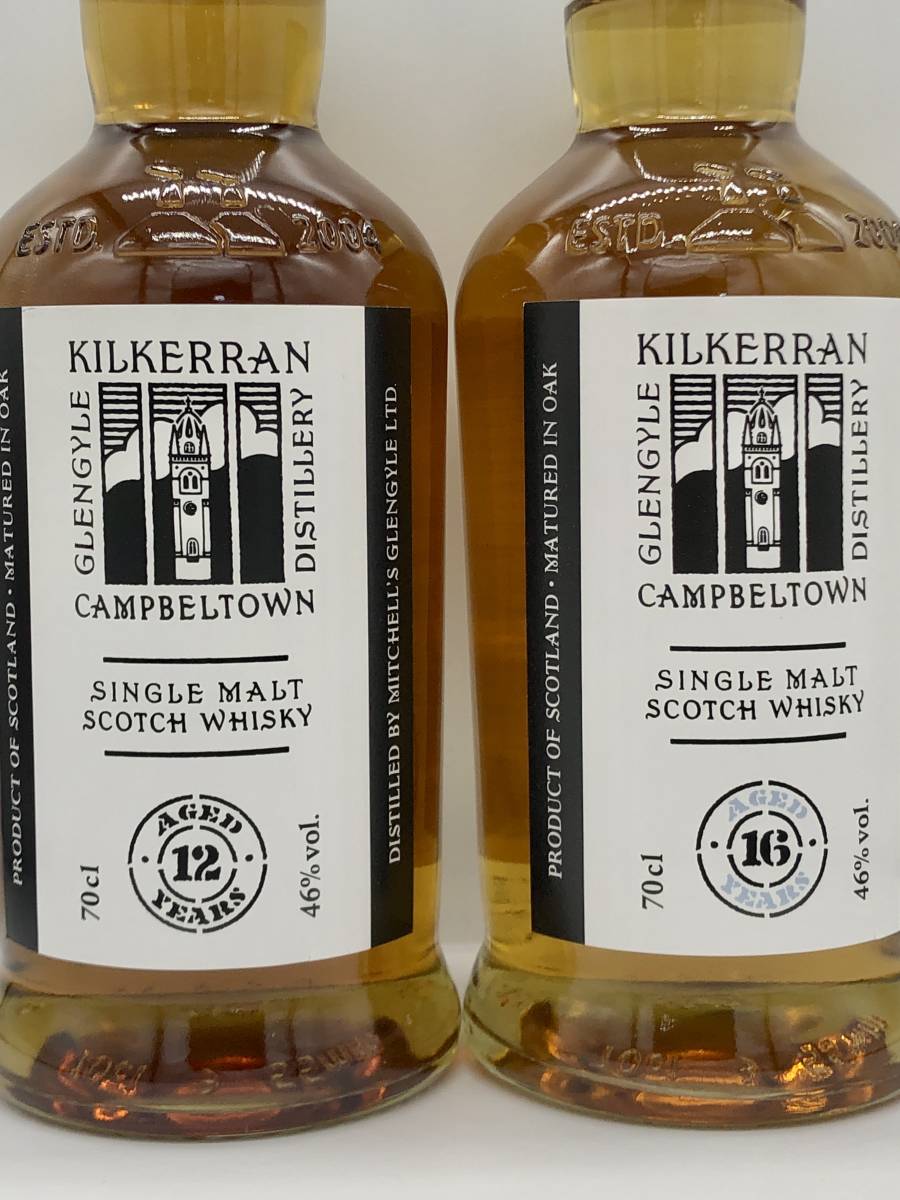 ESTD. 2004
KILKERRAN
GLENGYLE
DISTILLERY
CAMPBELTOWN
SINGLE MALT
SCOTCH WHISKY
AGED
12
YEARS
70cl
46%vol.
PRODUCT OF SCOTLAND • MATURED IN OAK
DISTILLED BY MITCHELL'S GLENGYLE LTD.
ESTD. 2004
KILKERRAN
GLENGYLE
DISTILLERY
CAMPBELTOWN
SINGLE MALT
SCOTCH WHISKY
AGED
16
YEARS
70cl
46%vol.
PRODUCT OF SCOTLAND • MATURED IN OAK